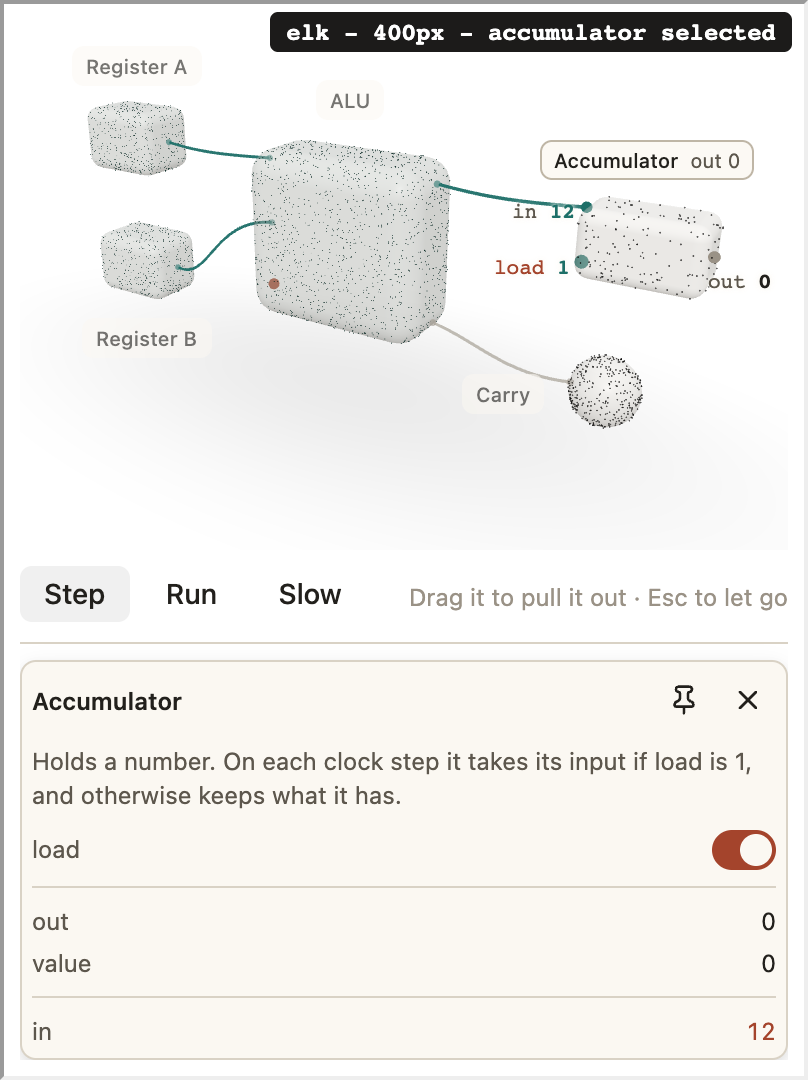 elk - 400px - accumulator selected
Register A
ALU
Accumulator out 0
in 12
load 1
out 0
Register B
Carry
Step Run Slow Drag it to pull it out · Esc to let go
Accumulator
Holds a number. On each clock step it takes its input if load is 1,
and otherwise keeps what it has.
load
out 0
value 0
in 12